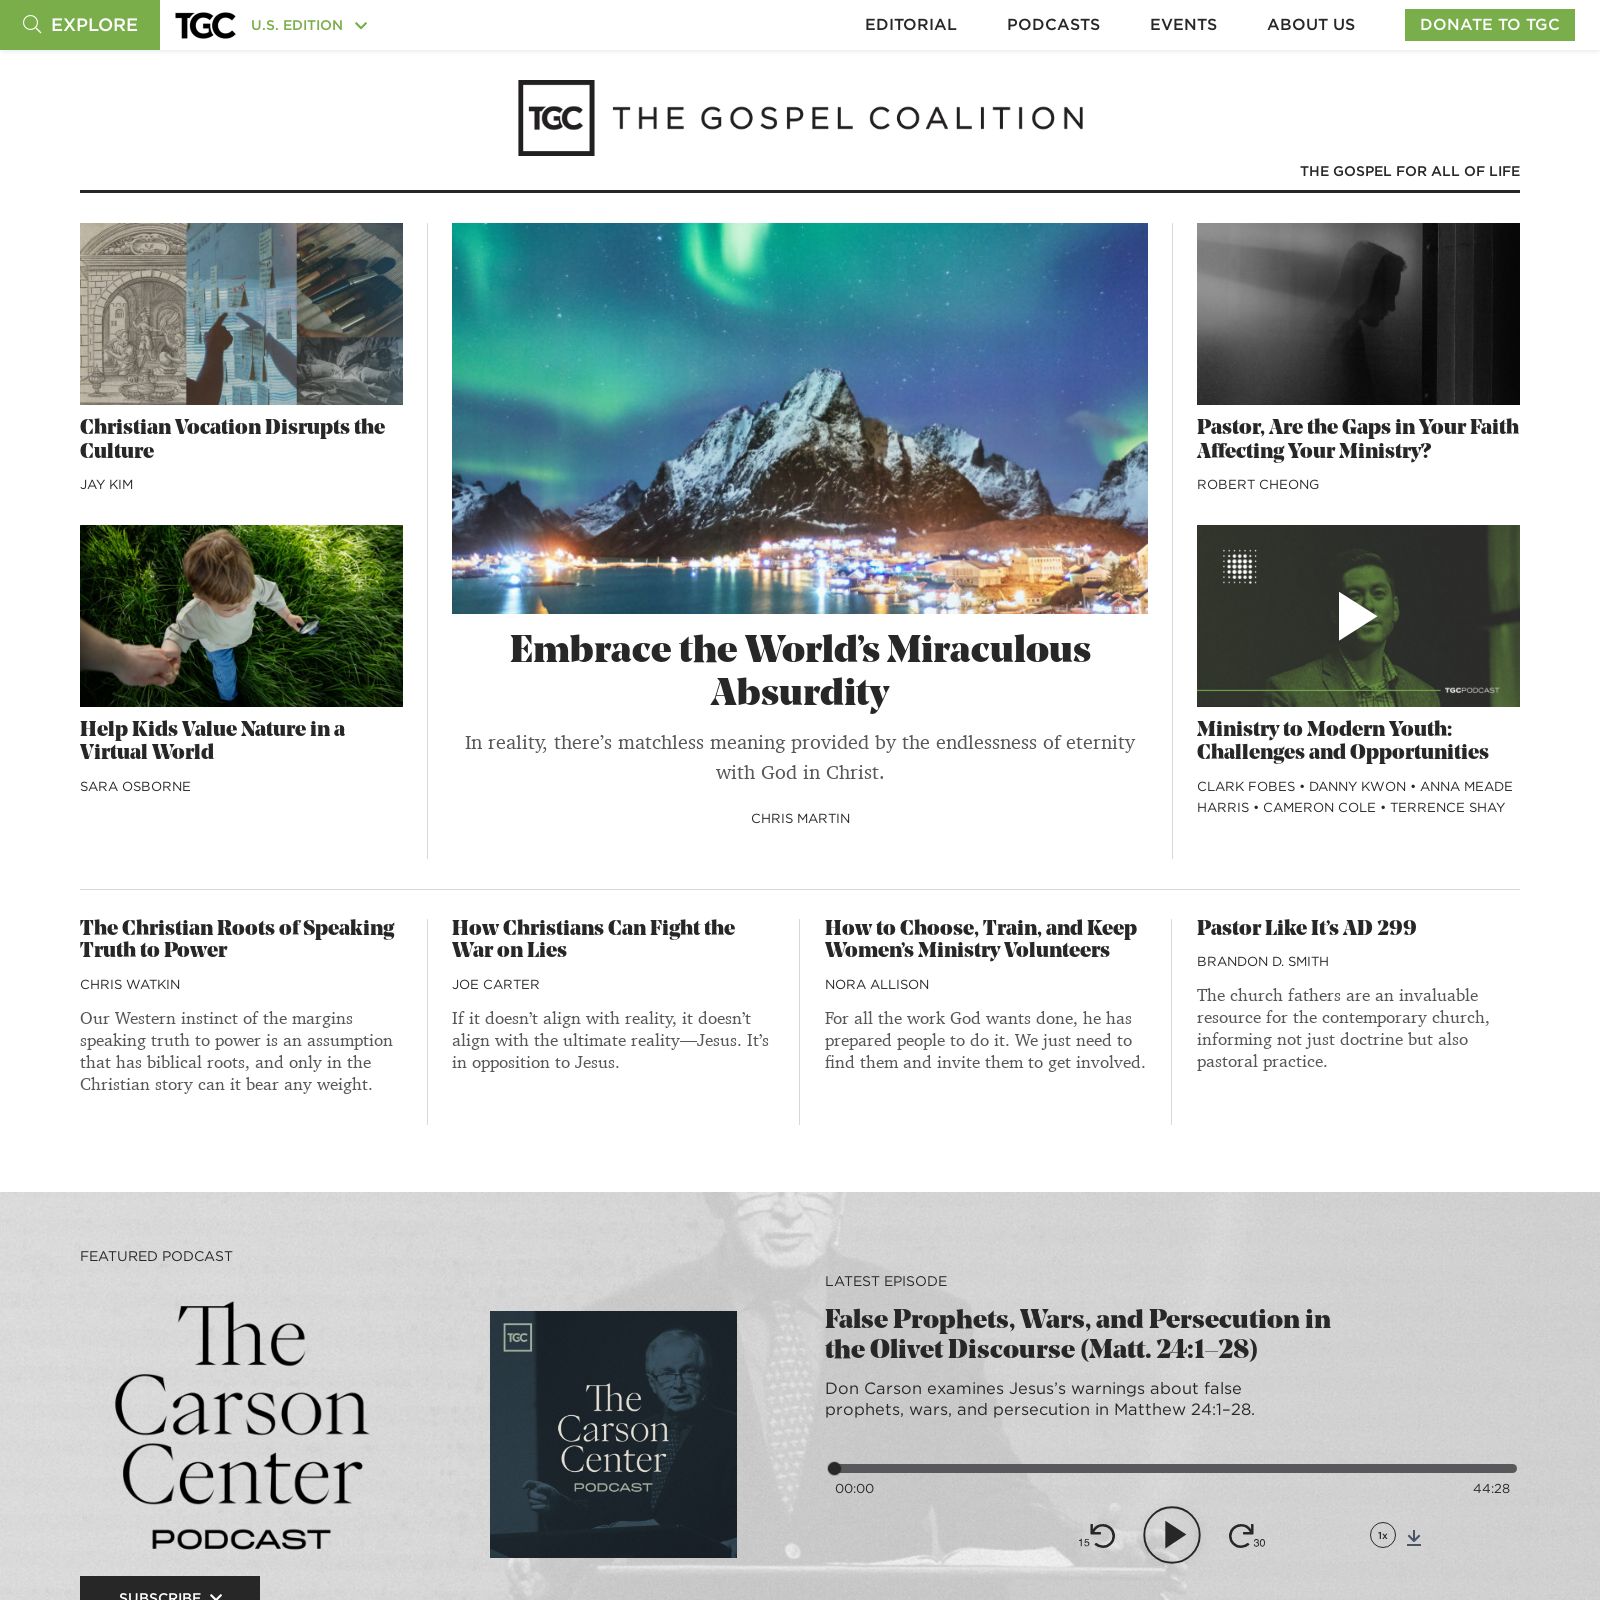 EXPLORE
TGC
U.S. EDITION
EDITORIAL
PODCASTS
EVENTS
ABOUT US
DONATE TO TGC
TGC THE GOSPEL COALITION
THE GOSPEL FOR ALL OF LIFE
Christian Vocation Disrupts the
Culture
JAY KIM
Help Kids Value Nature in a
Virtual World
SARA OSBORNE
Embrace the World’s Miraculous
Absurdity
In reality, there’s matchless meaning provided by the endlessness of eternity
with God in Christ.
CHRIS MARTIN
Pastor, Are the Gaps in Your Faith
Affecting Your Ministry?
ROBERT CHEONG
TGCPODCAST
Ministry to Modern Youth:
Challenges and Opportunities
CLARK FOBES • DANNY KWON • ANNA MEADE
HARRIS • CAMERON COLE • TERRENCE SHAY
The Christian Roots of Speaking
Truth to Power
CHRIS WATKIN
Our Western instinct of the margins
speaking truth to power is an assumption
that has biblical roots, and only in the
Christian story can it bear any weight.
How Christians Can Fight the
War on Lies
JOE CARTER
If it doesn’t align with reality, it doesn’t
align with the ultimate reality—Jesus. It’s
in opposition to Jesus.
How to Choose, Train, and Keep
Women’s Ministry Volunteers
NORA ALLISON
For all the work God wants done, he has
prepared people to do it. We just need to
find them and invite them to get involved.
Pastor Like It’s AD 299
BRANDON D. SMITH
The church fathers are an invaluable
resource for the contemporary church,
informing not just doctrine but also
pastoral practice.
FEATURED PODCAST
The
Carson
Center
PODCAST
SUBSCRIBE
TGC
The
Carson
Center
PODCAST
LATEST EPISODE
False Prophets, Wars, and Persecution in
the Olivet Discourse (Matt. 24:1–28)
Don Carson examines Jesus’s warnings about false
prophets, wars, and persecution in Matthew 24:1–28.
00:00
44:28
15
30
1x